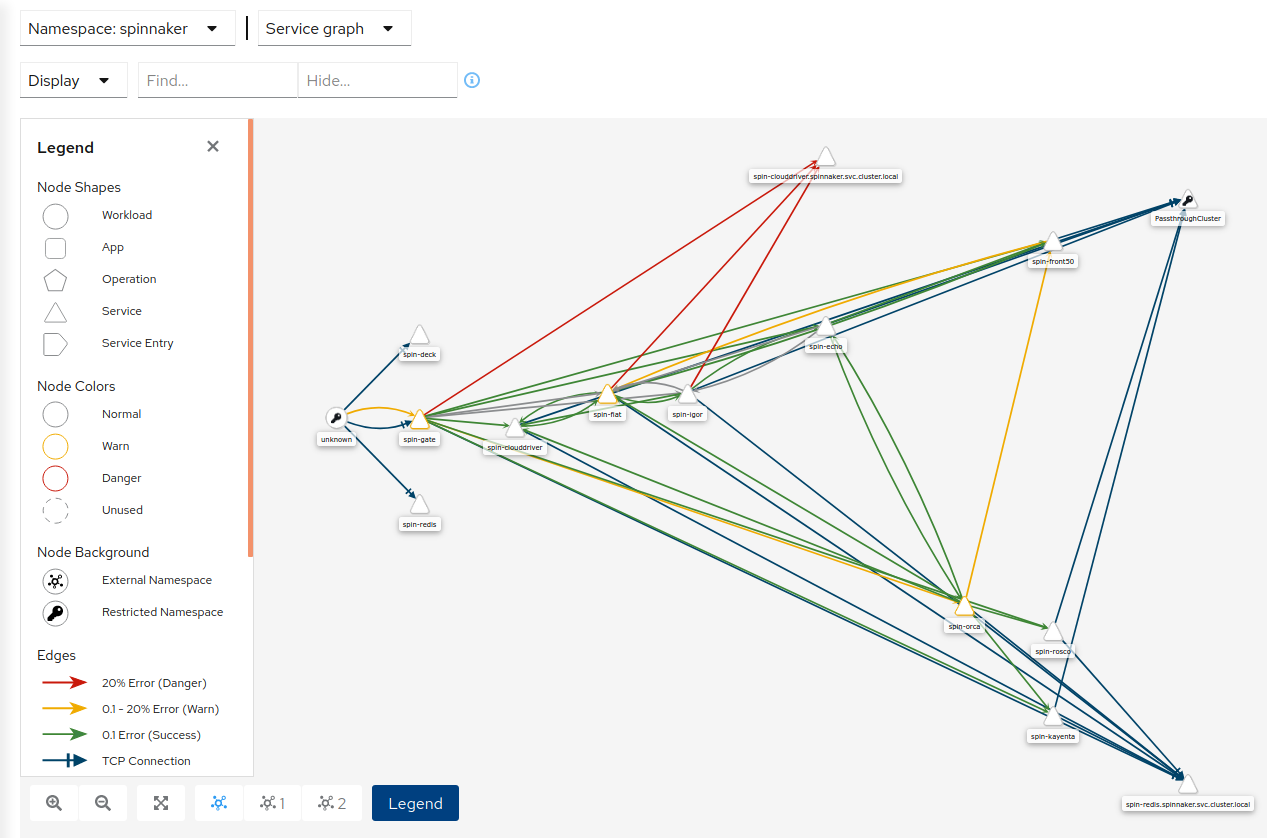 Namespace: spinnaker
Service graph
Display
Find...
Hide...
Legend
Node Shapes
Workload
App
Operation
Service
Service Entry
Node Colors
Normal
Warn
Danger
Unused
Node Background
External Namespace
Restricted Namespace
Edges
20% Error (Danger)
0.1 - 20% Error (Warn)
0.1 Error (Success)
TCP Connection
spin-clouddriver.spinnaker.svc.cluster.local
PassthroughCluster
spin-front50
spin-echo
spin-deck
spin-fiat
spin-igor
unknown
spin-gate
spin-clouddriver
spin-redis
spin-orca
spin-rosco
spin-kayenta
spin-redis.spinnaker.svc.cluster.local
1
2
Legend